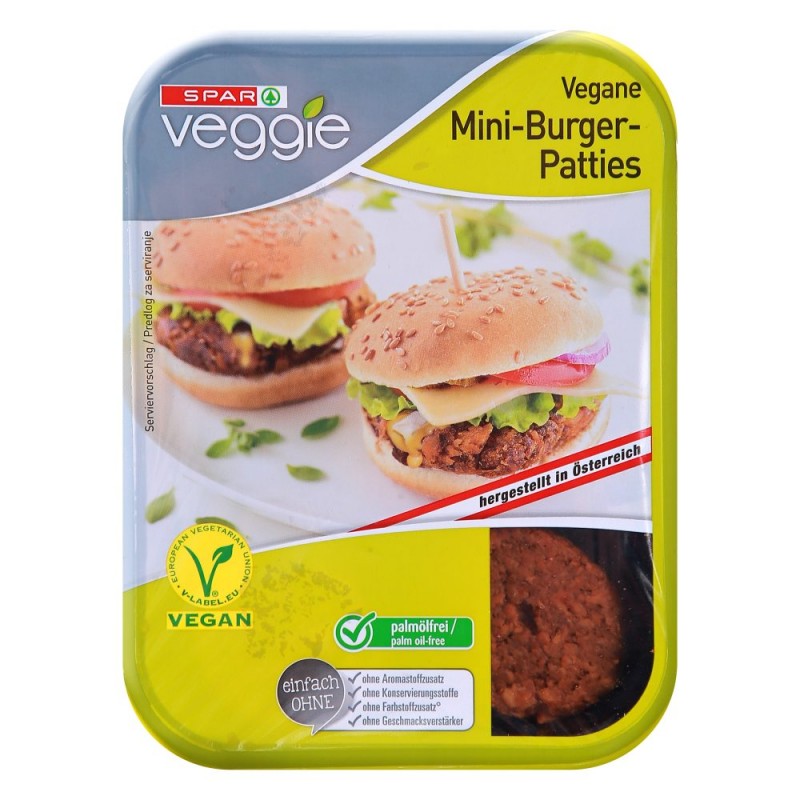 SPAR
veggie
Vegane
Mini-Burger-
Patties
Serviervorschlag / Predlog za serviranje
hergestellt in Österreich
EUROPEAN VEGETARIAN UNION
• V-LABEL.EU •
VEGAN
palmölfrei /
palm oil-free
einfach
OHNE
ohne Aromastoffzusatz
ohne Konservierungsstoffe
ohne Farbstoffzusatz°
ohne Geschmacksverstärker